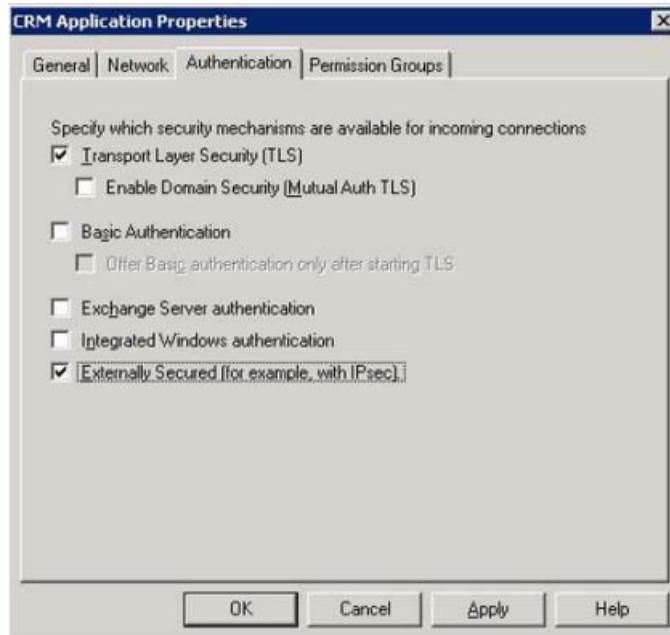 CRM Application Properties
General Network Authentication Permission Groups
Specify which security mechanisms are available for incoming connections
Transport Layer Security (TLS)
Enable Domain Security (Mutual Auth TLS)
Basic Authentication
Offer Basic authentication only after starting TLS
Exchange Server authentication
Integrated Windows authentication
Externally Secured (for example, with IPsec).
OK Cancel Apply Help